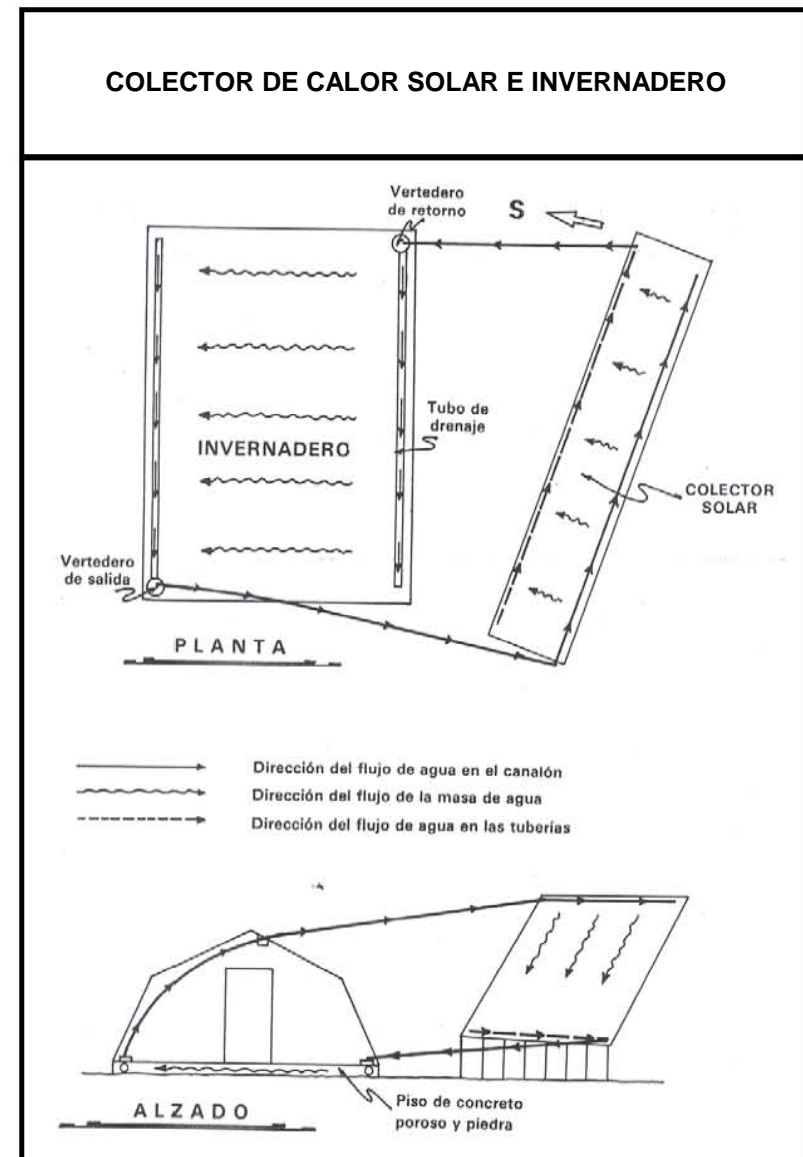 COLECTOR DE CALOR SOLAR E INVERNADERO
Vertedero
de retorno
S
Tubo de
drenaje
INVERNADERO
COLECTOR
SOLAR
Vertedero
de salida
PLANTA
Dirección del flujo de agua en el canalón
Dirección del flujo de la masa de agua
Dirección del flujo de agua en las tuberías
Piso de concreto
poroso y piedra
ALZADO